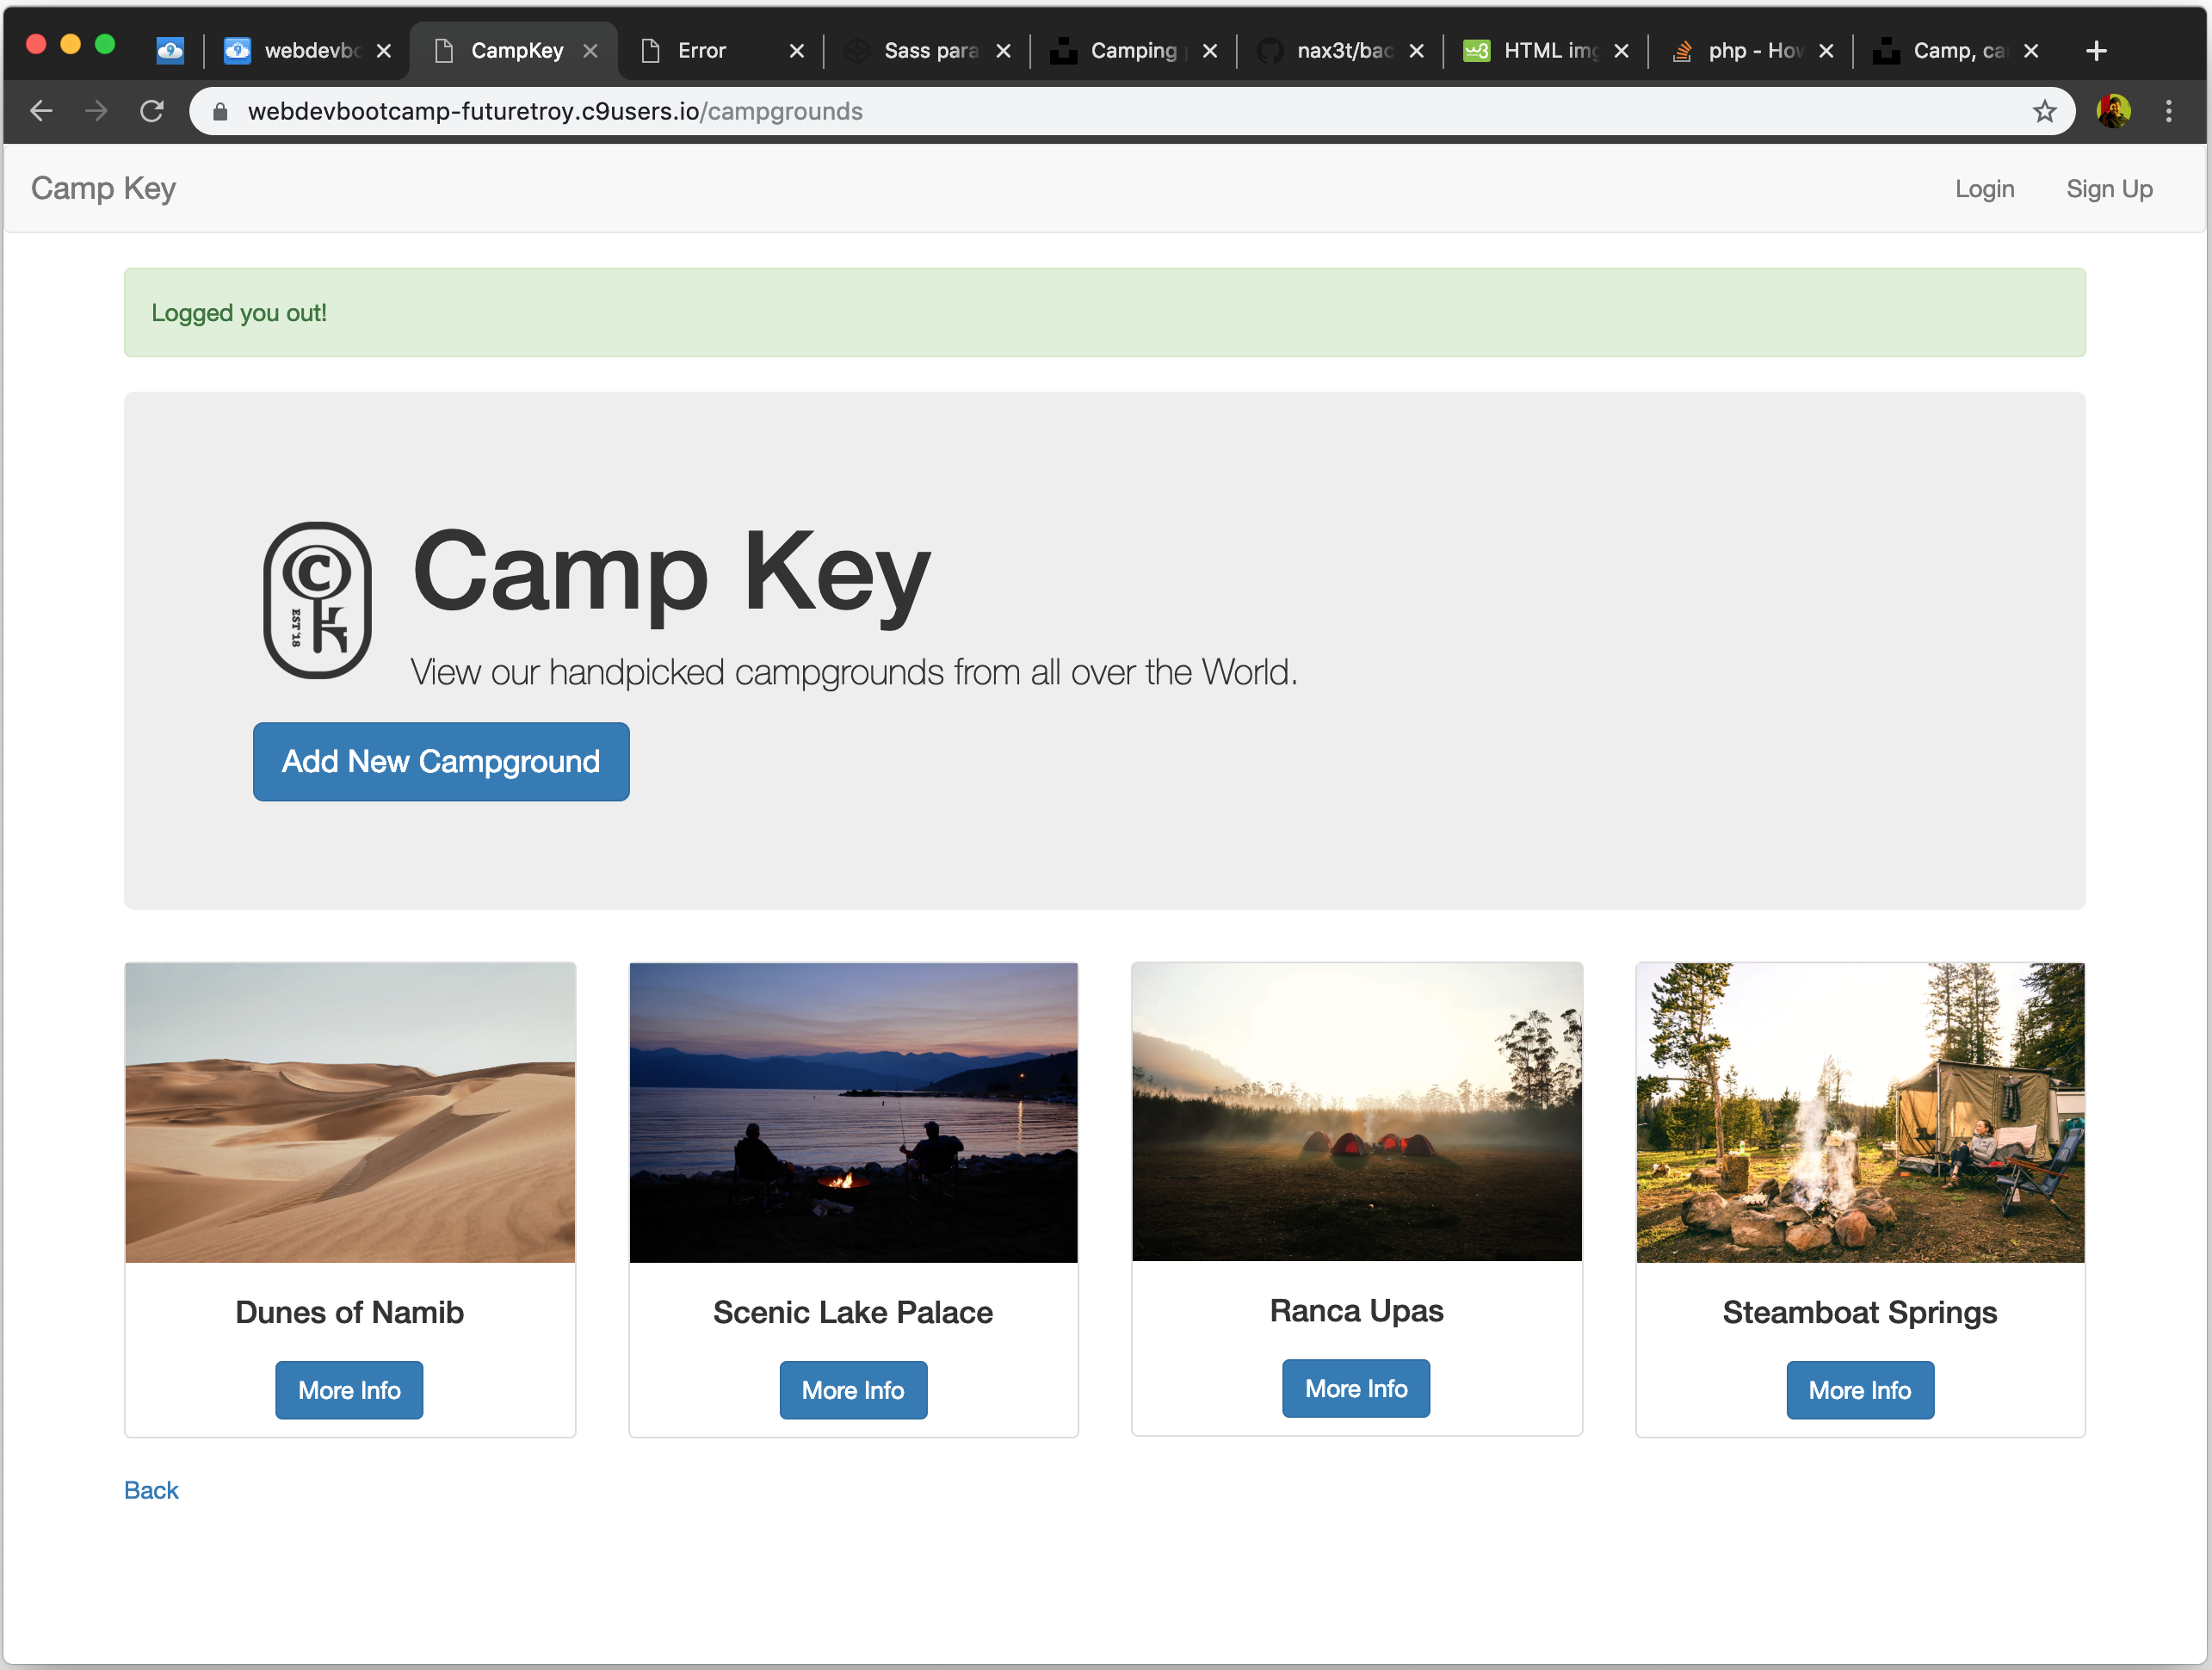 webdevbo
CampKey
Error
Sass para
Camping
nax3t/bac
HTML img
php - How
Camp, ca
webdevbootcamp-futuretroy.c9users.io/campgrounds
Camp Key
Login
Sign Up
Logged you out!
C
k
EST '18
Camp Key
View our handpicked campgrounds from all over the World.
Add New Campground
Dunes of Namib
Scenic Lake Palace
Ranca Upas
Steamboat Springs
More Info
More Info
More Info
More Info
Back